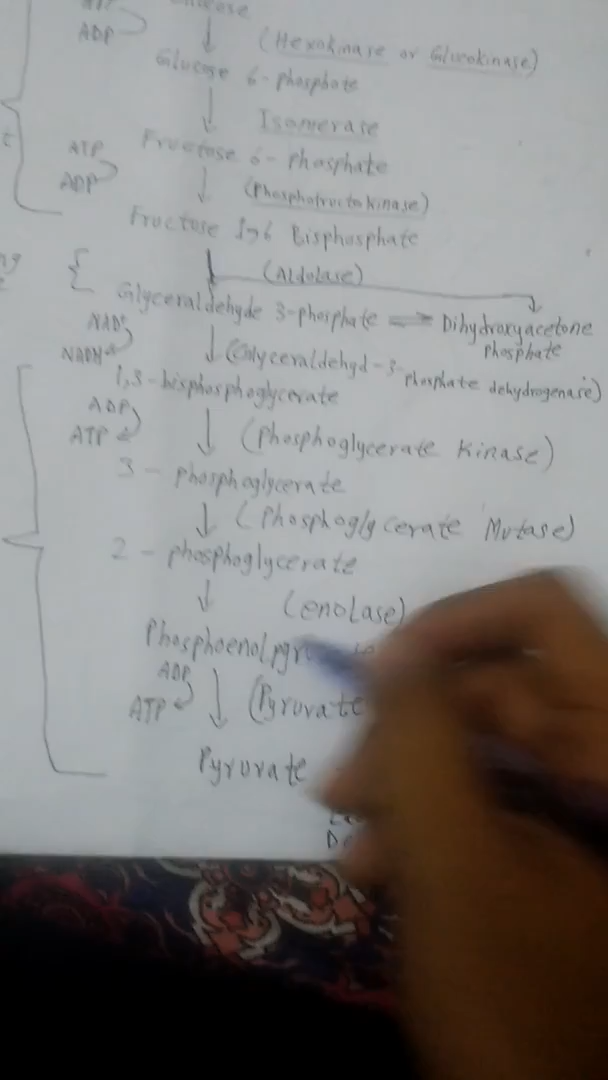 ADP
(Hexokinase or Glucokinase)
Glucose 6-phosphate
Isomerase
ATP
Fructose 6-Phosphate
ADP
(Phosphofructokinase)
Fructose 1,6 Bisphosphate
(Aldolase)
Glyceraldehyde 3-phosphate Dihydroxyacetone
phosphate
NAD+
NADH
(Glyceraldehyd-3-phosphate dehydrogenase)
1,3-bisphosphoglycerate
ADP
ATP
(Phosphoglycerate Kinase)
3-phosphoglycerate
(Phosphoglycerate Mutase)
2-phosphoglycerate
(enolase)
ADP
ATP
(Pyruvate
Pyruvate